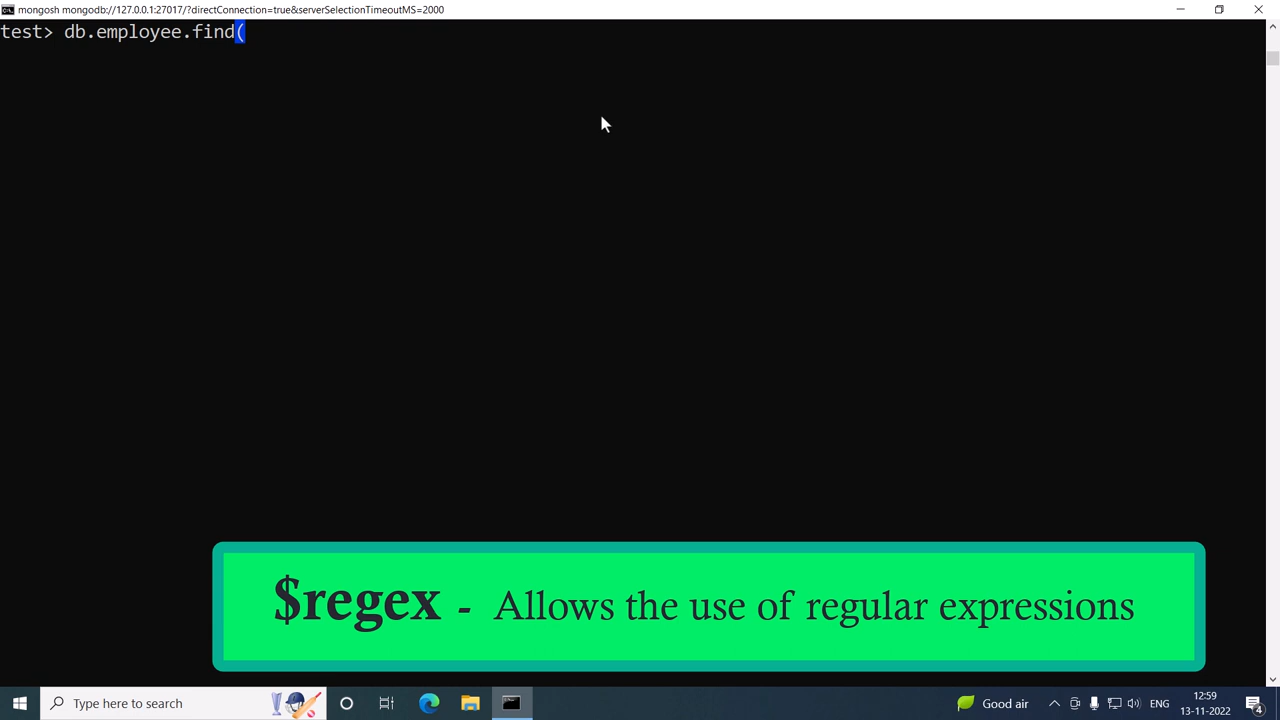 mongosh mongodb://127.0.0.1:27017/?directConnection=true&serverSelectionTimeoutMS=2000
test> db.employee.find(
$regex - Allows the use of regular expressions
Type here to search
Good air
ENG
12:59
13-11-2022
4